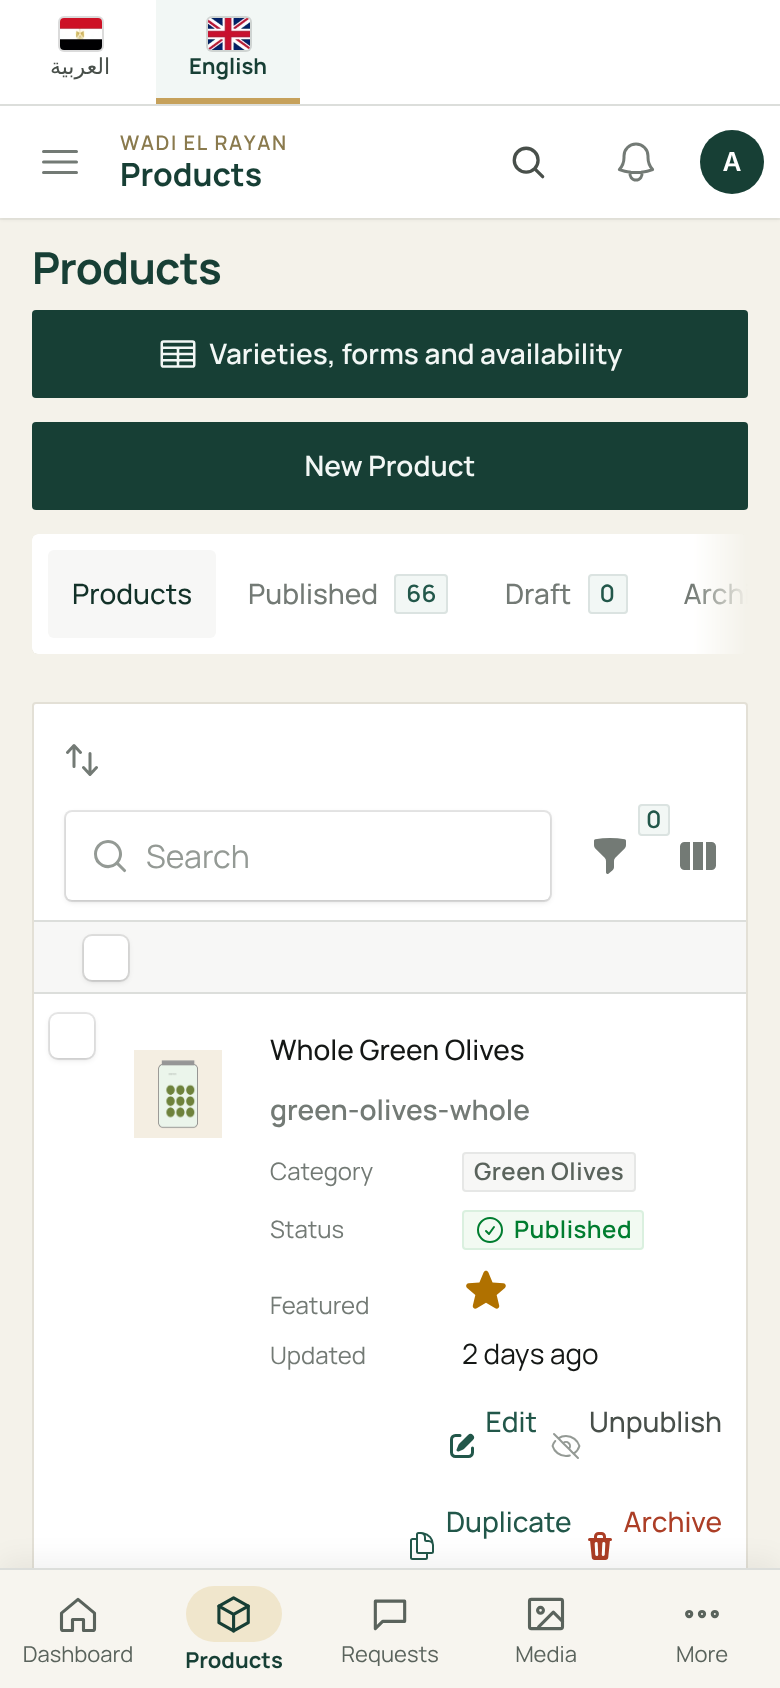 العربية
English
WADI EL RAYAN
Products
A
Products
Varieties, forms and availability
New Product
Products
Published 66
Draft 0
Arch
0
Search
Whole Green Olives
green-olives-whole
Category Green Olives
Status Published
Featured
Updated 2 days ago
Edit Unpublish
Duplicate Archive
Dashboard
Products
Requests
Media
More